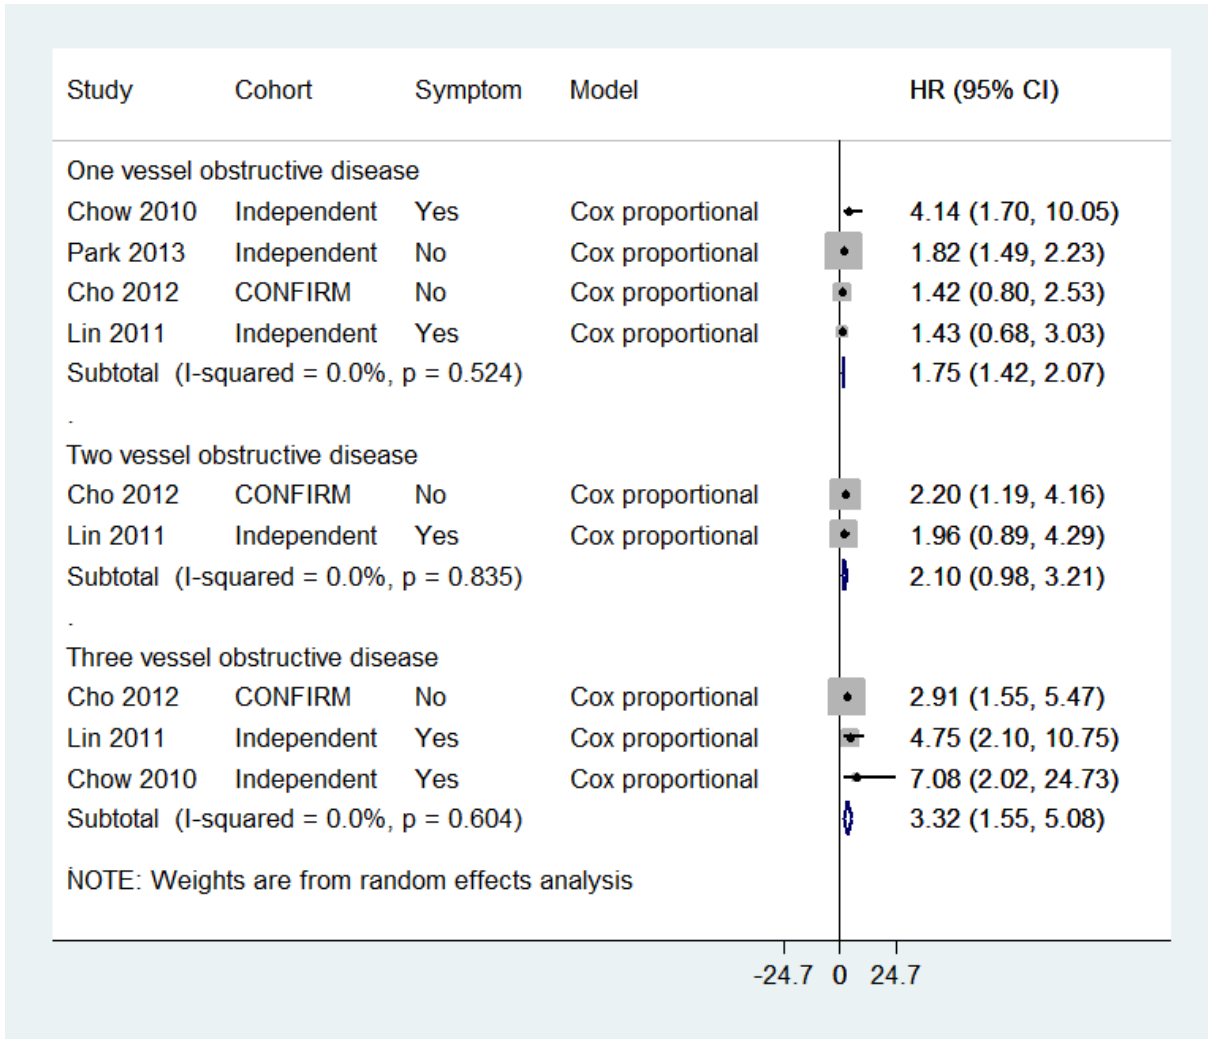 Study Cohort Symptom Model HR (95% CI)
One vessel obstructive disease
Chow 2010 Independent Yes Cox proportional 4.14 (1.70, 10.05)
Park 2013 Independent No Cox proportional 1.82 (1.49, 2.23)
Cho 2012 CONFIRM No Cox proportional 1.42 (0.80, 2.53)
Lin 2011 Independent Yes Cox proportional 1.43 (0.68, 3.03)
Subtotal (I-squared = 0.0%, p = 0.524) 1.75 (1.42, 2.07)
.
Two vessel obstructive disease
Cho 2012 CONFIRM No Cox proportional 2.20 (1.19, 4.16)
Lin 2011 Independent Yes Cox proportional 1.96 (0.89, 4.29)
Subtotal (I-squared = 0.0%, p = 0.835) 2.10 (0.98, 3.21)
.
Three vessel obstructive disease
Cho 2012 CONFIRM No Cox proportional 2.91 (1.55, 5.47)
Lin 2011 Independent Yes Cox proportional 4.75 (2.10, 10.75)
Chow 2010 Independent Yes Cox proportional 7.08 (2.02, 24.73)
Subtotal (I-squared = 0.0%, p = 0.604) 3.32 (1.55, 5.08)
NOTE: Weights are from random effects analysis
-24.7 0 24.7